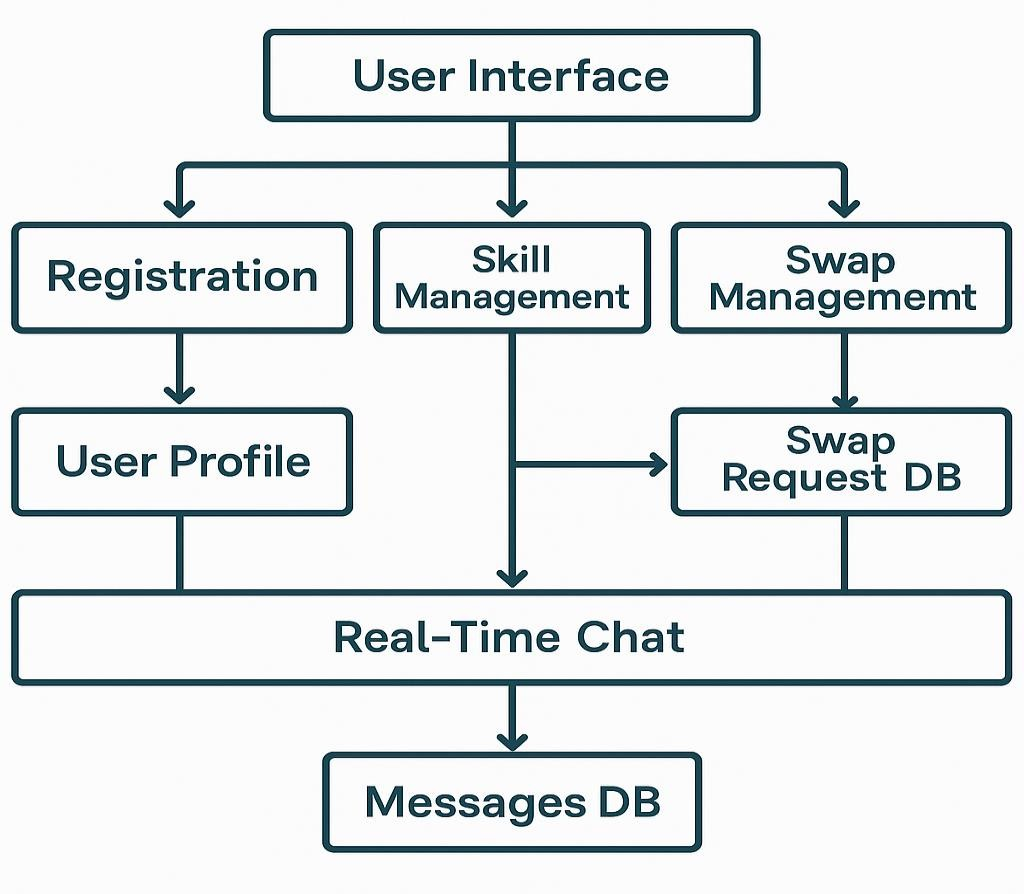 User Interface
Registration
Skill
Management
Swap
Managememt
User Profile
Swap
Request DB
Real-Time Chat
Messages DB